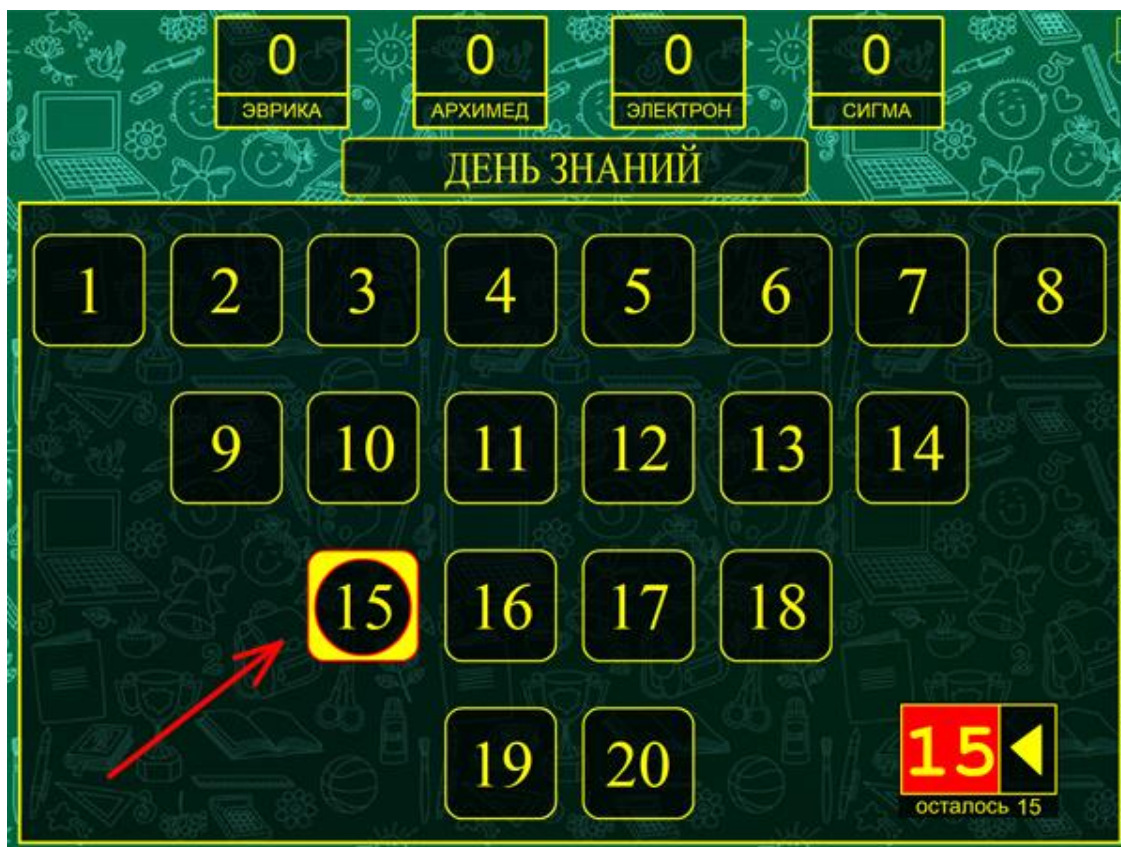 0 0 0 0
ЭВРИКА АРХИМЕД ЭЛЕКТРОН СИГМА
ДЕНЬ ЗНАНИЙ
1 2 3 4 5 6 7 8
9 10 11 12 13 14
15 16 17 18
19 20
15
осталось 15